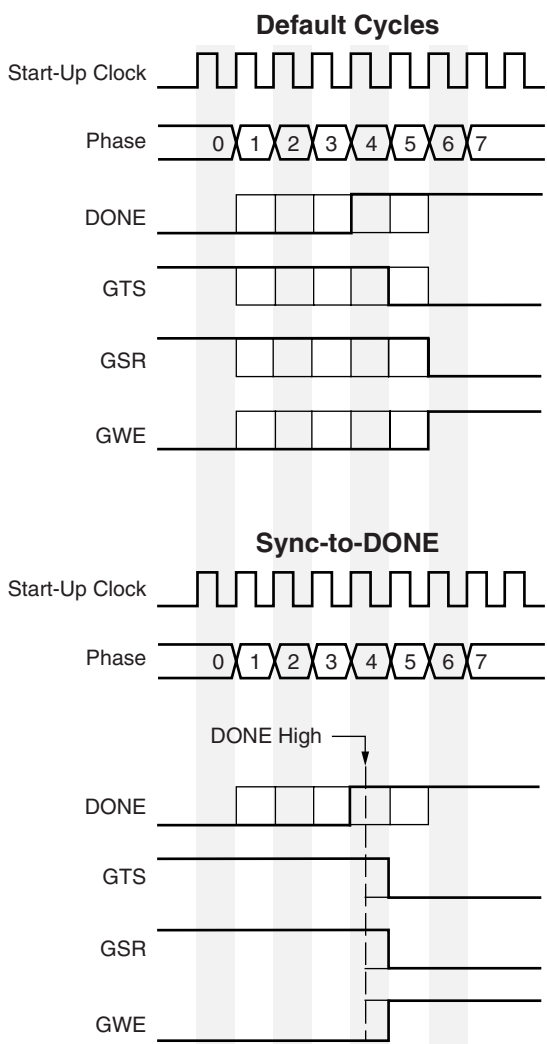 Default Cycles
Start-Up Clock
Phase 0 1 2 3 4 5 6 7
DONE
GTS
GSR
GWE
Sync-to-DONE
Start-Up Clock
Phase 0 1 2 3 4 5 6 7
DONE High
DONE
GTS
GSR
GWE